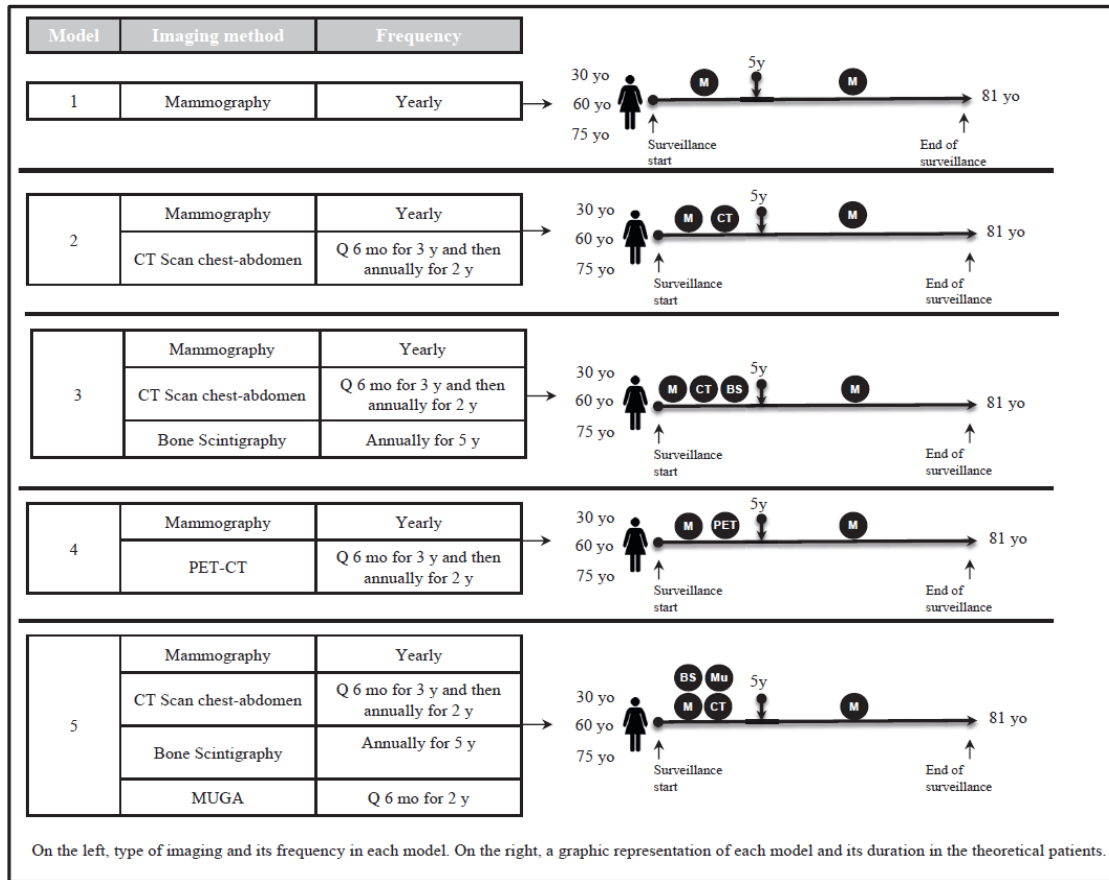 Model Imaging method Frequency
1 Mammography Yearly
30 yo
60 yo
75 yo
M
5y
M
81 yo
Surveillance
start
End of
surveillance
2
Mammography Yearly
CT Scan chest-abdomen Q 6 mo for 3 y and then
annually for 2 y
30 yo
60 yo
75 yo
M CT
5y
M
81 yo
Surveillance
start
End of
surveillance
3
Mammography Yearly
CT Scan chest-abdomen Q 6 mo for 3 y and then
annually for 2 y
Bone Scintigraphy Annually for 5 y
30 yo
60 yo
75 yo
M CT BS
5y
M
81 yo
Surveillance
start
End of
surveillance
4
Mammography Yearly
PET-CT Q 6 mo for 3 y and then
annually for 2 y
30 yo
60 yo
75 yo
M PET
5y
M
81 yo
Surveillance
start
End of
surveillance
5
Mammography Yearly
CT Scan chest-abdomen Q 6 mo for 3 y and then
annually for 2 y
Bone Scintigraphy Annually for 5 y
MUGA Q 6 mo for 2 y
30 yo
60 yo
75 yo
BS Mu
M CT
5y
M
81 yo
Surveillance
start
End of
surveillance
On the left, type of imaging and its frequency in each model. On the right, a graphic representation of each model and its duration in the theoretical patients.